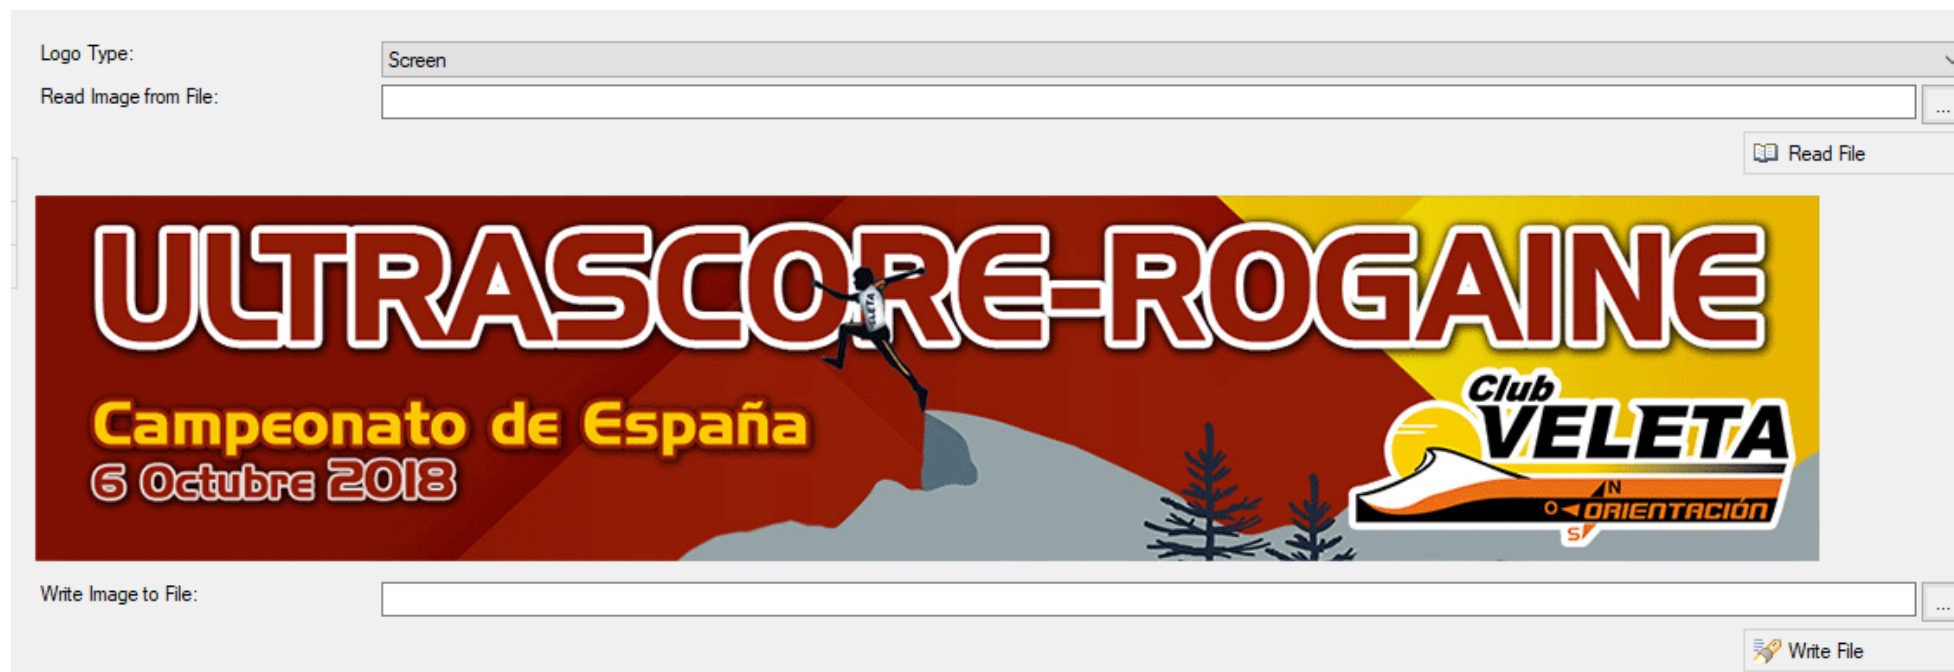 Logo Type:
Screen
Read Image from File:
...
Read File
ULTRASCORE-ROGAINE
VELETA
Campeonato de España
6 Octubre 2018
Club
VELETA
N
O ORIENTACIÓN
S
Write Image to File:
...
Write File